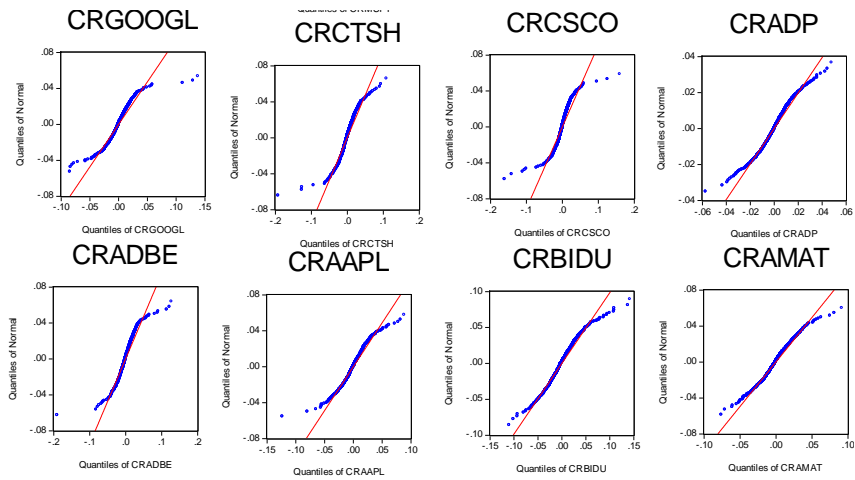 CRGOOGL
CRCTSH
CRCSCO
CRADP
.08
.04
.00
-.04
-.08
-.10 -.05 .00 .05 .10 .15
Quantiles of Normal
Quantiles of CRGOOGL
.08
.04
.00
-.04
-.08
-.2 -.1 .0 .1 .2
Quantiles of Normal
Quantiles of CRCTSH
.08
.04
.00
-.04
-.08
-.2 -.1 .0 .1 .2
Quantiles of Normal
Quantiles of CRCSCO
.04
.02
.00
-.02
-.04
-.06 -.04 -.02 .00 .02 .04 .06
Quantiles of Normal
Quantiles of CRADP
CRADBE
CRAAPL
CRBIDU
CRAMAT
.08
.04
.00
-.04
-.08
-.2 -.1 .0 .1 .2
Quantiles of Normal
Quantiles of CRADBE
.08
.04
.00
-.04
-.08
-.15 -.10 -.05 .00 .05 .10
Quantiles of Normal
Quantiles of CRAAPL
.10
.05
.00
-.05
-.10
-.15 -.10 -.05 .00 .05 .10 .15
Quantiles of Normal
Quantiles of CRBIDU
.08
.04
.00
-.04
-.08
-.10 -.05 .00 .05 .10
Quantiles of Normal
Quantiles of CRAMAT